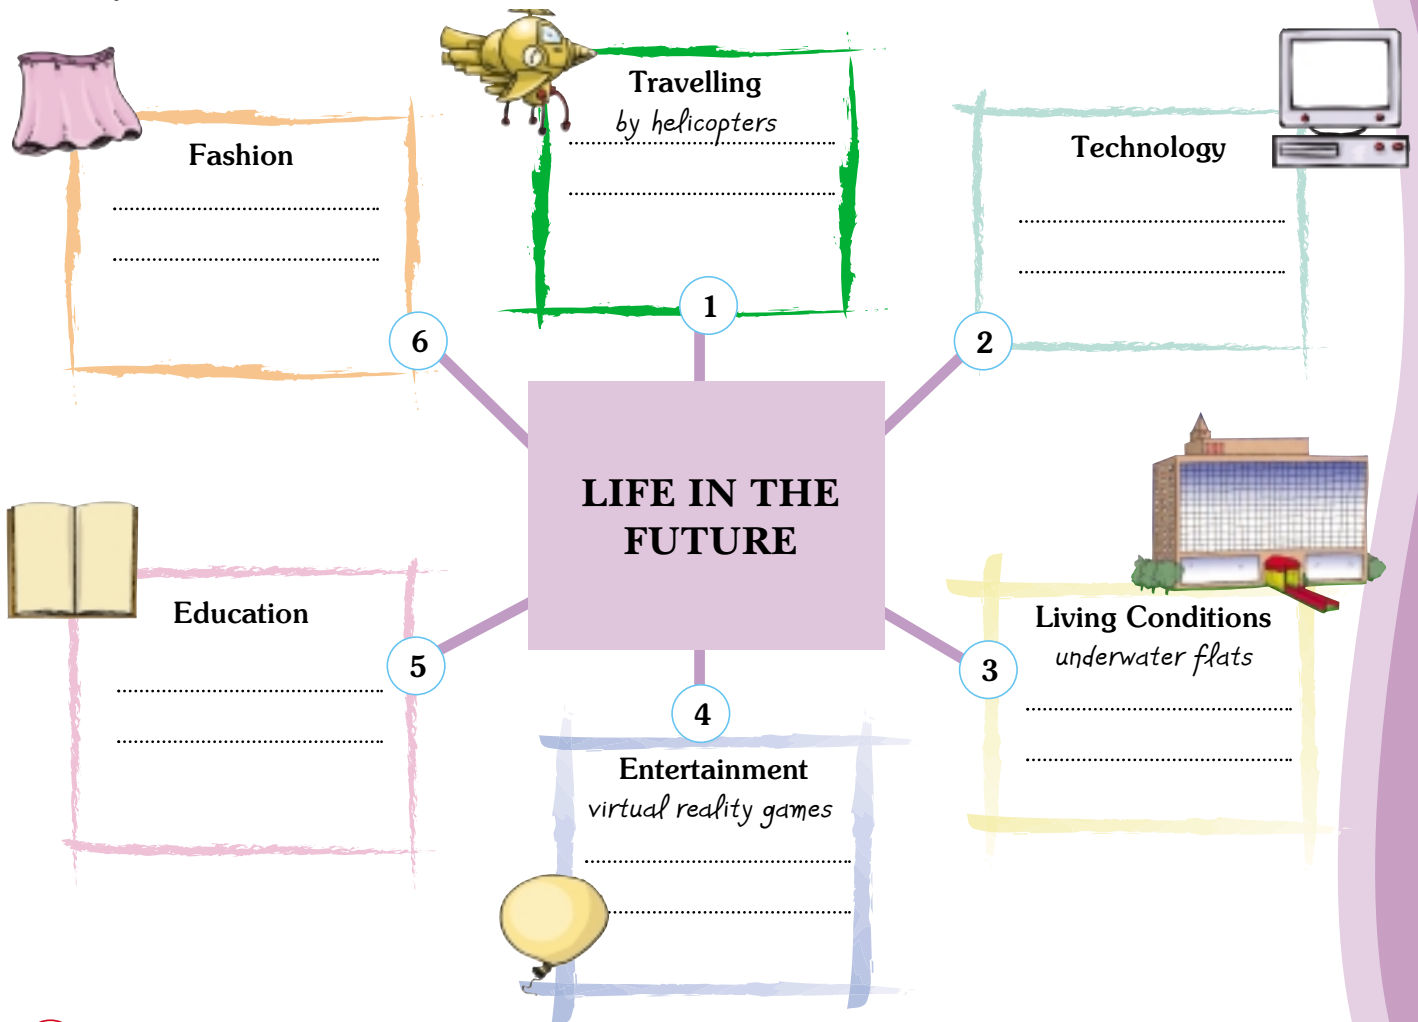 Travelling
by helicopters
1
Technology
2
Living Conditions
underwater flats
3
Entertainment
virtual reality games
4
Education
5
Fashion
6
LIFE IN THE
FUTURE